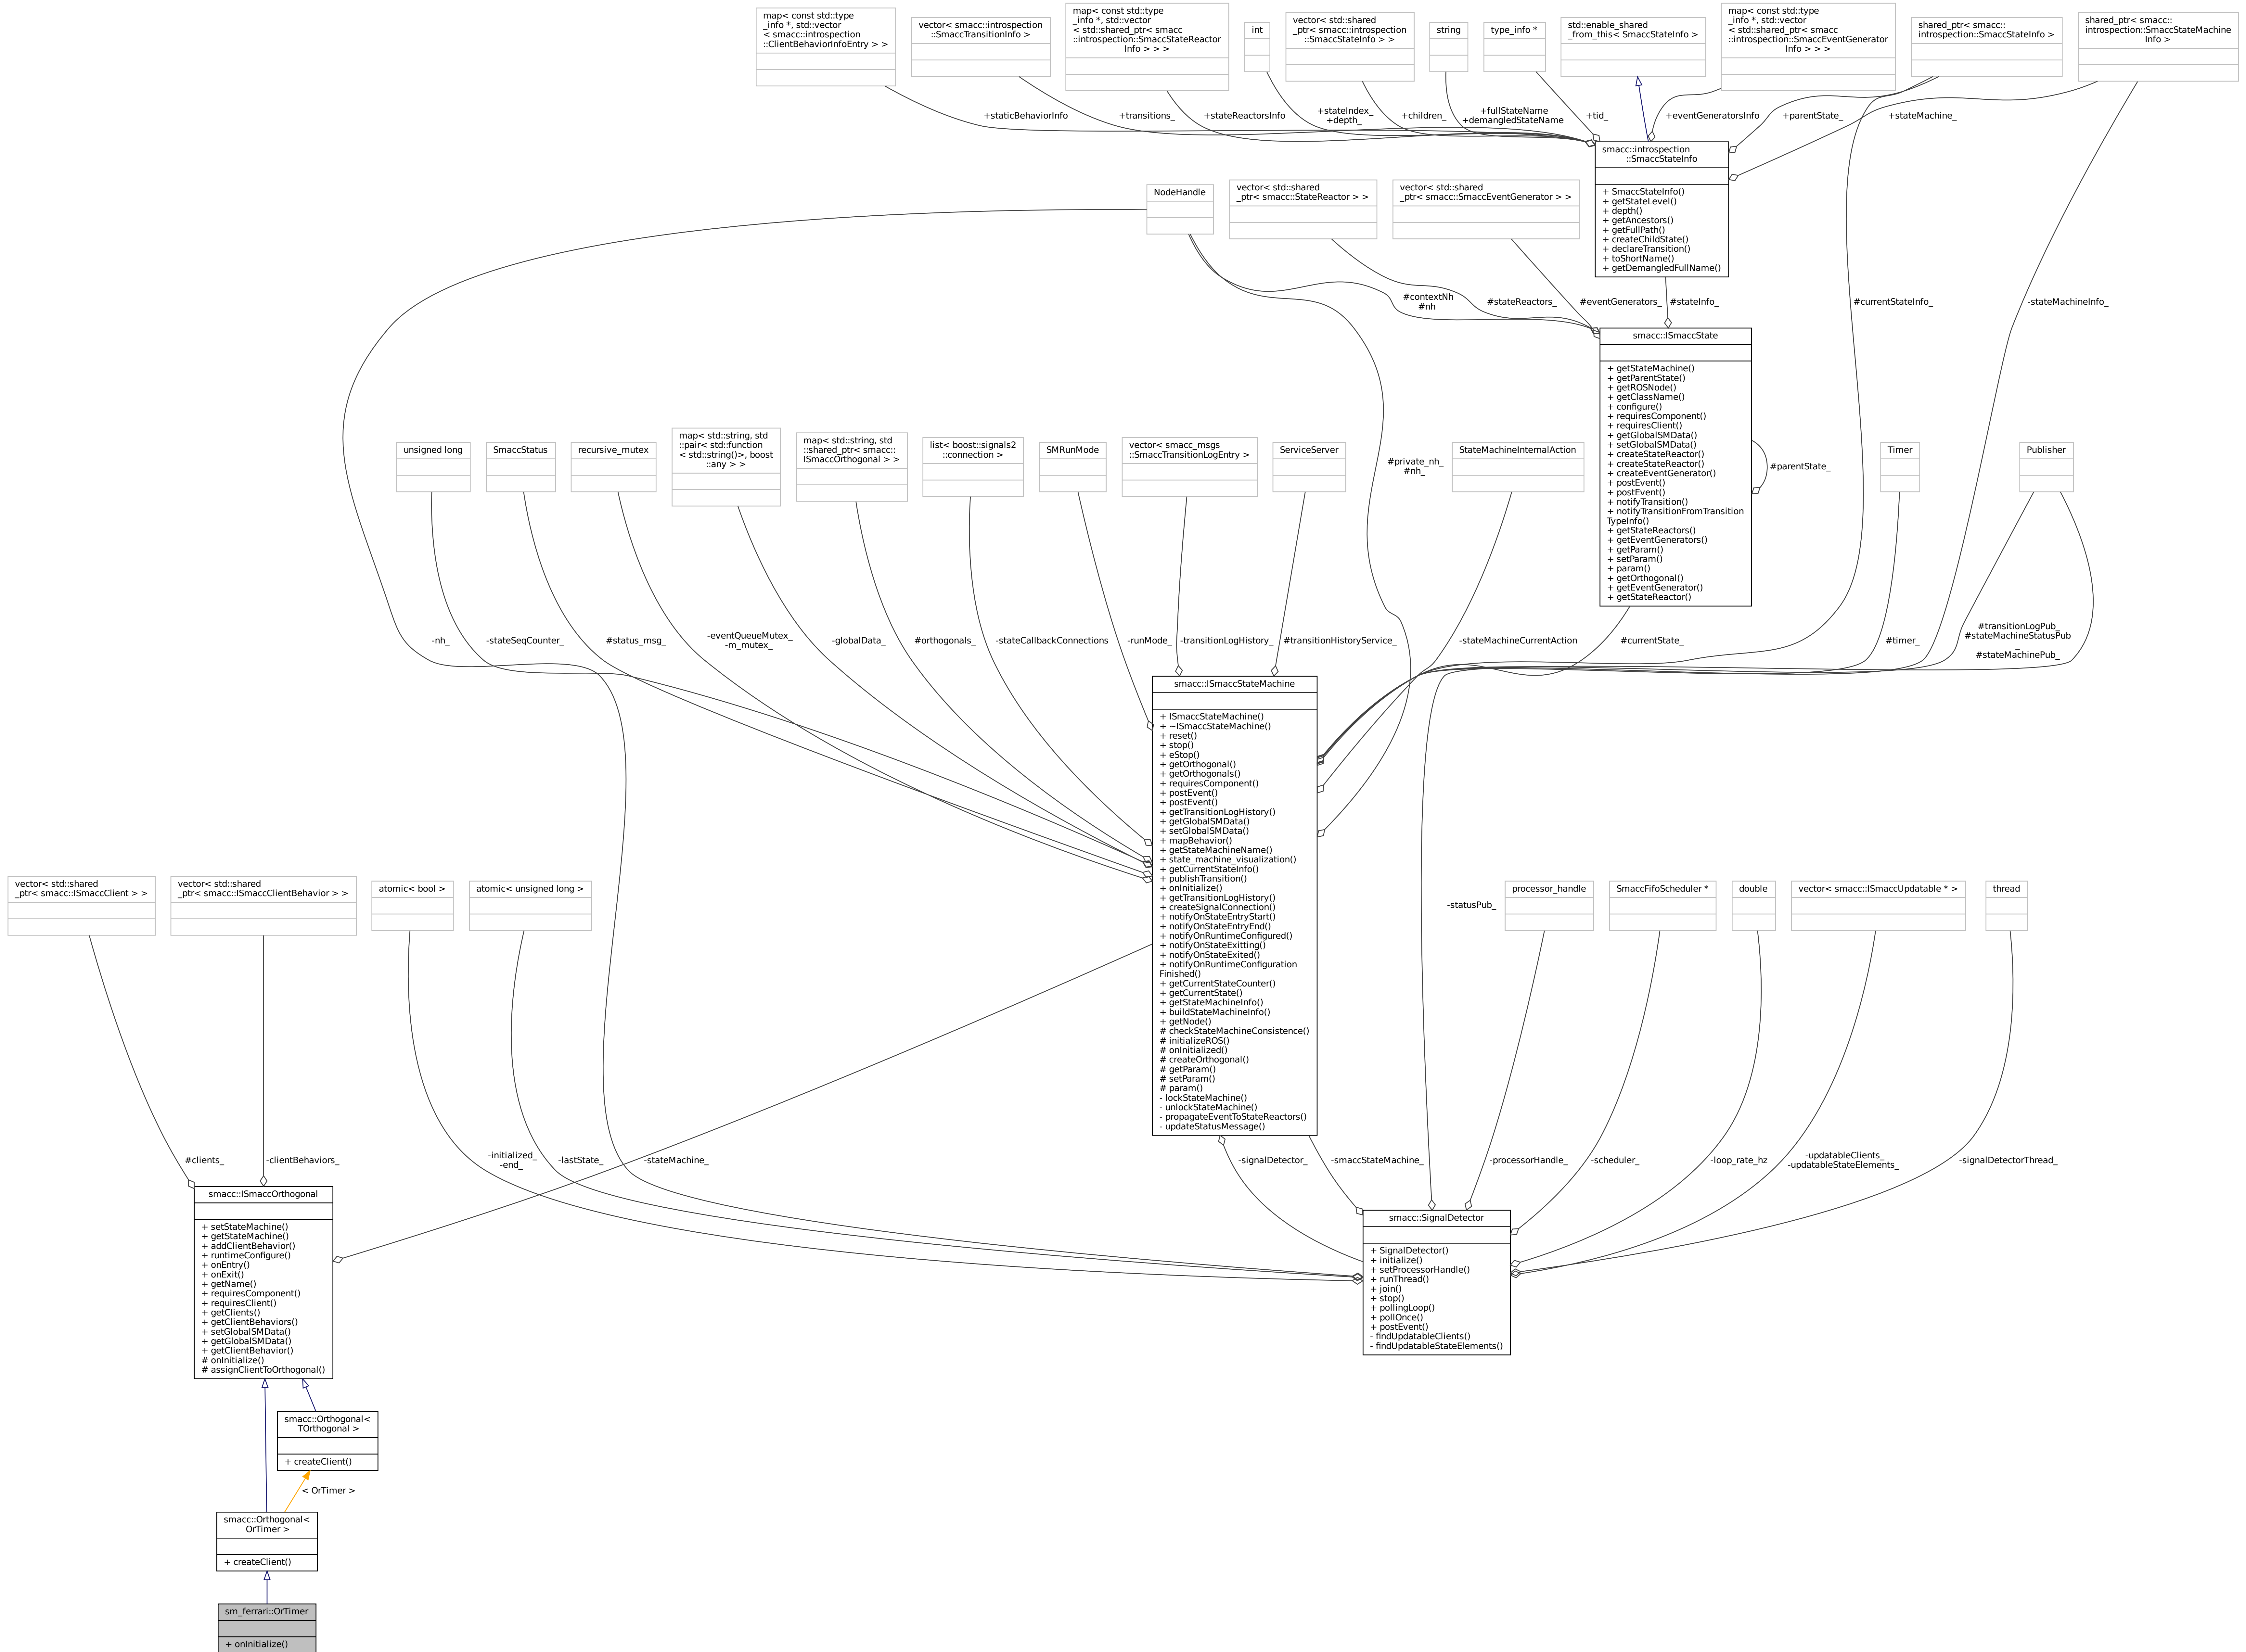 map< const std::type
_info *, std::vector
< smacc::introspection
::ClientBehaviorInfoEntry > >
vector< smacc::introspection
::SmaccTransitionInfo >
map< const std::type
_info *, std::vector
< std::shared_ptr< smacc
::introspection::SmaccStateReactor
Info > > >
int
vector< std::shared
_ptr< smacc::introspection
::SmaccStateInfo > >
string
type_info *
std::enable_shared
_from_this< SmaccStateInfo >
map< const std::type
_info *, std::vector
< std::shared_ptr< smacc
::introspection::SmaccEventGenerator
Info > > >
shared_ptr< smacc::
introspection::SmaccStateInfo >
shared_ptr< smacc::
introspection::SmaccStateMachine
Info >
+staticBehaviorInfo
+transitions_
+stateReactorsInfo
+stateIndex_
+depth_
+children_
+fullStateName
+demangledStateName
+tid_
+eventGeneratorsInfo
+parentState_
+stateMachine_
smacc::introspection
::SmaccStateInfo
+ SmaccStateInfo()
+ getStateLevel()
+ depth()
+ getAncestors()
+ getFullPath()
+ createChildState()
+ declareTransition()
+ toShortName()
+ getDemangledFullName()
NodeHandle
vector< std::shared
_ptr< smacc::StateReactor > >
vector< std::shared
_ptr< smacc::SmaccEventGenerator > >
#contextNh
#nh
#stateReactors_
#eventGenerators_
#stateInfo_
#currentStateInfo_
-stateMachineInfo_
smacc::ISmaccState
+ getStateMachine()
+ getParentState()
+ getROSNode()
+ getClassName()
+ configure()
+ requiresComponent()
+ requiresClient()
+ getGlobalSMData()
+ setGlobalSMData()
+ createStateReactor()
+ createStateReactor()
+ createEventGenerator()
+ postEvent()
+ postEvent()
+ notifyTransition()
+ notifyTransitionFromTransition
TypeInfo()
+ getStateReactors()
+ getEventGenerators()
+ getParam()
+ setParam()
+ param()
+ getOrthogonal()
+ getEventGenerator()
+ getStateReactor()
#parentState_
unsigned long
SmaccStatus
recursive_mutex
map< std::string, std
::pair< std::function
< std::string()>, boost
::any > >
map< std::string, std
::shared_ptr< smacc::
ISmaccOrthogonal > >
list< boost::signals2
::connection >
SMRunMode
vector< smacc_msgs
::SmaccTransitionLogEntry >
ServiceServer
#private_nh_
#nh_
StateMachineInternalAction
Timer
Publisher
-nh_
-stateSeqCounter_
#status_msg_
-eventQueueMutex_
-m_mutex_
-globalData_
#orthogonals_
-stateCallbackConnections
-runMode_
-transitionLogHistory_
#transitionHistoryService_
-stateMachineCurrentAction
#currentState_
#timer_
#transitionLogPub_
#stateMachineStatusPub
_
#stateMachinePub_
smacc::ISmaccStateMachine
+ ISmaccStateMachine()
+ ~ISmaccStateMachine()
+ reset()
+ stop()
+ eStop()
+ getOrthogonal()
+ getOrthogonals()
+ requiresComponent()
+ postEvent()
+ postEvent()
+ getTransitionLogHistory()
+ getGlobalSMData()
+ setGlobalSMData()
+ mapBehavior()
+ getStateMachineName()
+ state_machine_visualization()
+ getCurrentStateInfo()
+ publishTransition()
+ onInitialize()
+ getTransitionLogHistory()
+ createSignalConnection()
+ notifyOnStateEntryStart()
+ notifyOnStateEntryEnd()
+ notifyOnRuntimeConfigured()
+ notifyOnStateExitting()
+ notifyOnStateExited()
+ notifyOnRuntimeConfiguration
Finished()
+ getCurrentStateCounter()
+ getCurrentState()
+ getStateMachineInfo()
+ buildStateMachineInfo()
+ getNode()
# checkStateMachineConsistence()
# initializeROS()
# onInitialized()
# createOrthogonal()
# getParam()
# setParam()
# param()
- lockStateMachine()
- unlockStateMachine()
- propagateEventToStateReactors()
- updateStatusMessage()
vector< std::shared
_ptr< smacc::ISmaccClient > >
vector< std::shared
_ptr< smacc::ISmaccClientBehavior > >
atomic< bool >
atomic< unsigned long >
-statusPub_
processor_handle
SmaccFifoScheduler *
double
vector< smacc::ISmaccUpdatable * >
thread
#clients_
-clientBehaviors_
-initialized_
-end_
-lastState_
-stateMachine_
-signalDetector_
-smaccStateMachine_
-processorHandle_
-scheduler_
-loop_rate_hz
-updatableClients_
-updatableStateElements_
-signalDetectorThread_
smacc::ISmaccOrthogonal
+ setStateMachine()
+ getStateMachine()
+ addClientBehavior()
+ runtimeConfigure()
+ onEntry()
+ onExit()
+ getName()
+ requiresComponent()
+ requiresClient()
+ getClients()
+ getClientBehaviors()
+ setGlobalSMData()
+ getGlobalSMData()
+ getClientBehavior()
# onInitialize()
# assignClientToOrthogonal()
smacc::SignalDetector
+ SignalDetector()
+ initialize()
+ setProcessorHandle()
+ runThread()
+ join()
+ stop()
+ pollingLoop()
+ pollOnce()
+ postEvent()
- findUpdatableClients()
- findUpdatableStateElements()
smacc::Orthogonal<
TOrthogonal >
+ createClient()
< OrTimer >
smacc::Orthogonal<
OrTimer >
+ createClient()
sm_ferrari::OrTimer
+ onInitialize()